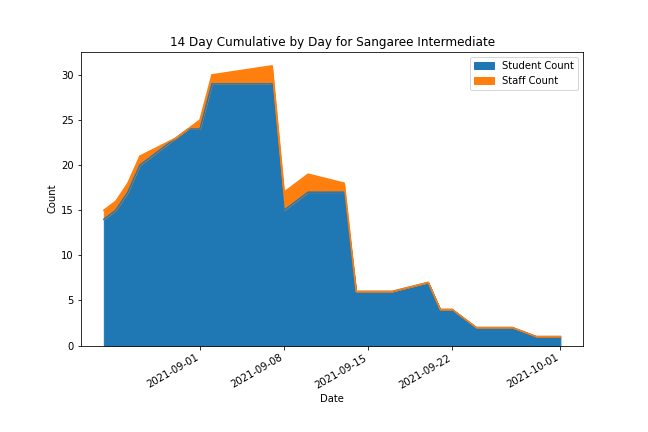 14 Day Cumulative by Day for Sangaree Intermediate
Student Count
Staff Count
Count
30
25
20
15
10
5
0
2021-09-01
2021-09-08
2021-09-15
2021-09-22
2021-10-01
Date